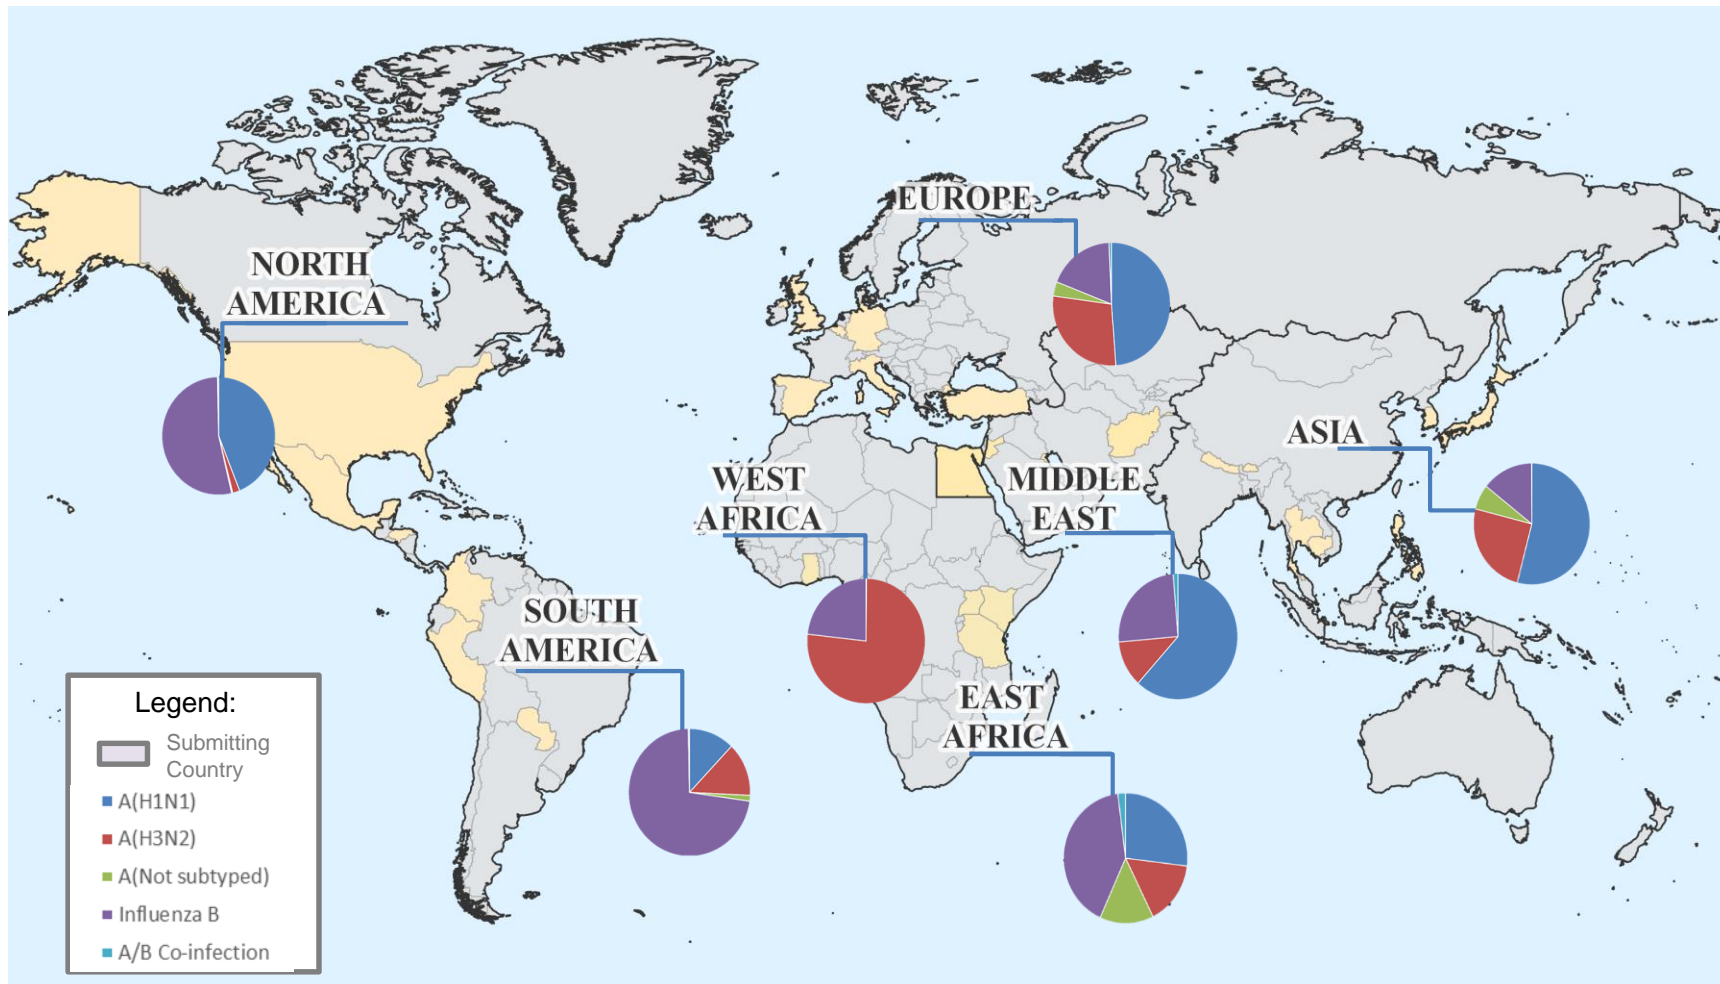 EUROPE
NORTH
AMERICA
ASIA
WEST
AFRICA
MIDDLE
EAST
SOUTH
AMERICA
EAST
AFRICA
Legend:
Submitting
Country
A(H1N1)
A(H3N2)
A(Not subtyped)
Influenza B
A/B Co-infection